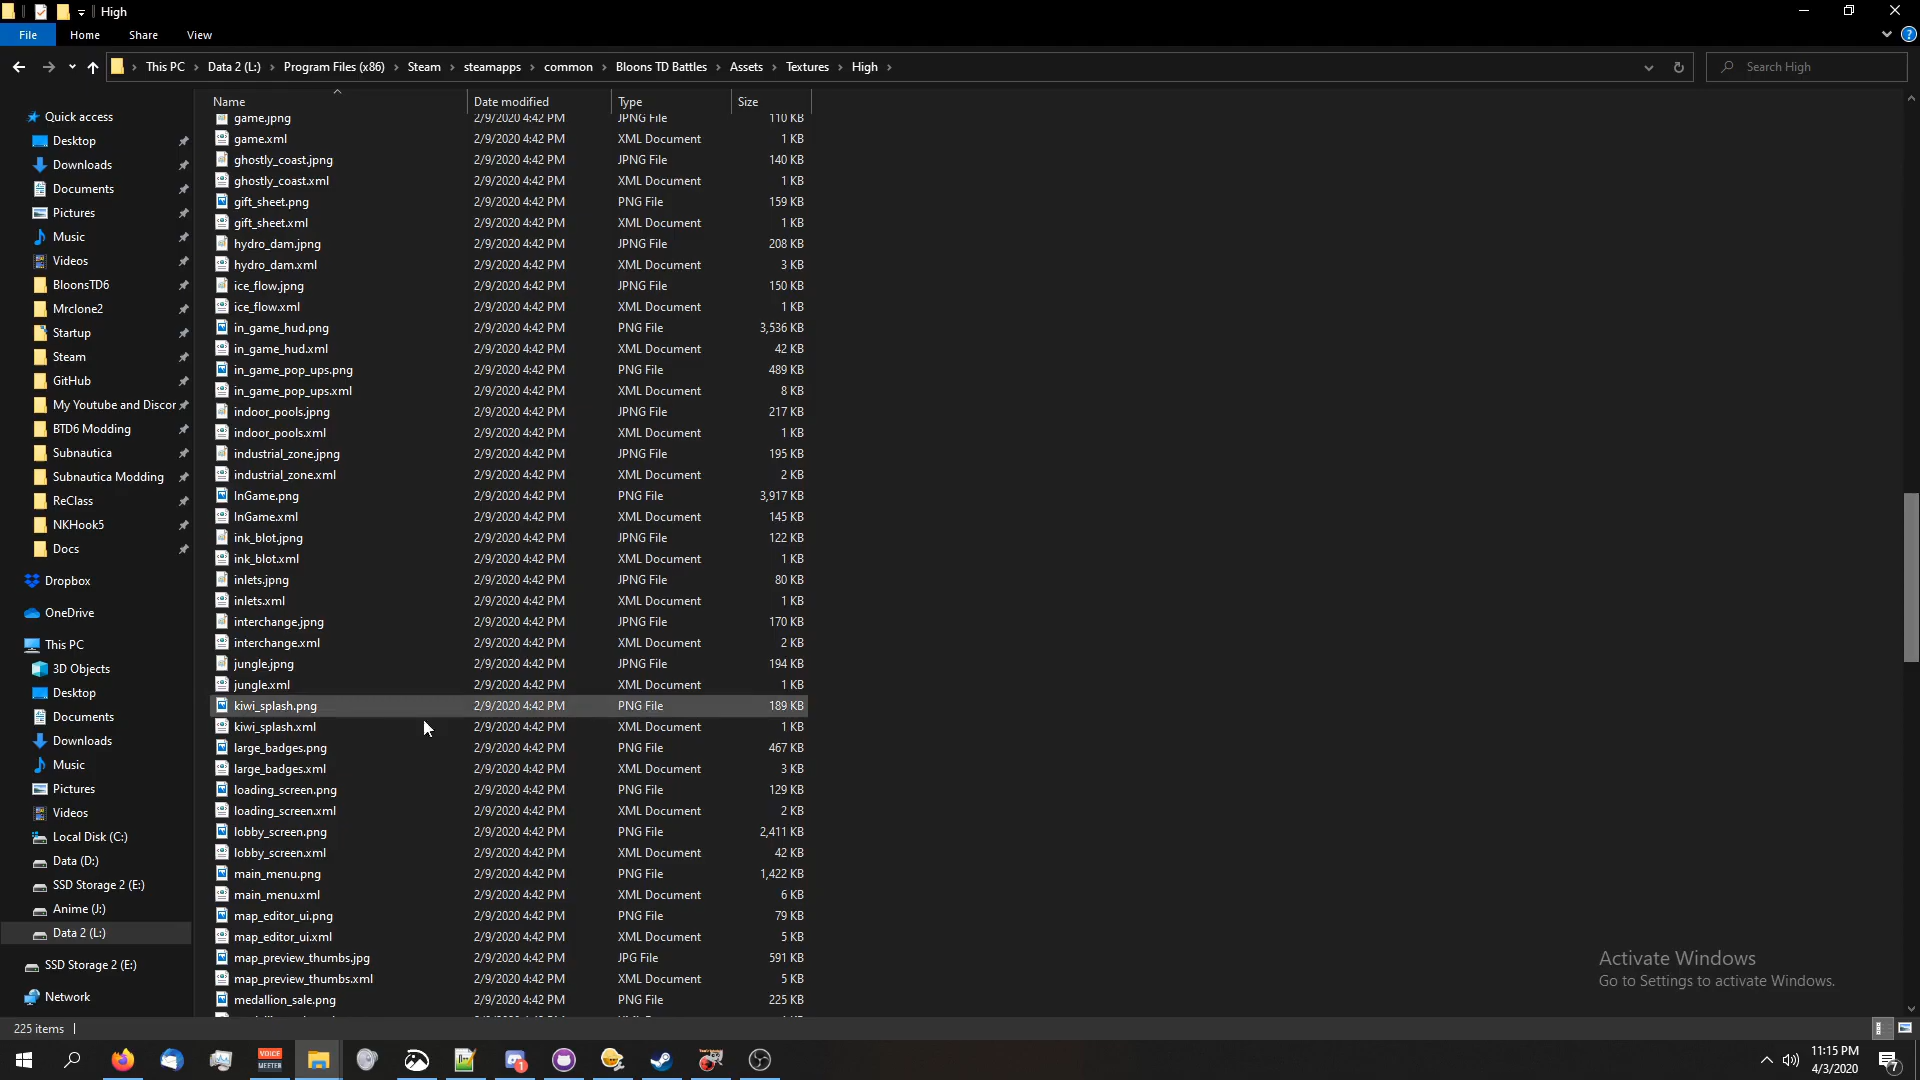 High
File Home Share View
This PC Data 2 (L:) Program Files (x86) Steam steamapps common Bloons TD Battles Assets Textures High
Search High
Quick access
Desktop
Downloads
Documents
Pictures
Music
Videos
BloonsTD6
Mrclone2
Startup
Steam
GitHub
My Youtube and Discor
BTD6 Modding
Subnautica
Subnautica Modding
ReClass
NKHook5
Docs
Dropbox
OneDrive
This PC
3D Objects
Desktop
Documents
Downloads
Music
Pictures
Videos
Local Disk (C:)
Data (D:)
SSD Storage 2 (E:)
Anime (J:)
Data 2 (L:)
SSD Storage 2 (E:)
Network
Name Date modified Type Size
game.jpng 2/9/2020 4:42 PM JPNG File 110 KB
game.xml 2/9/2020 4:42 PM XML Document 1 KB
ghostly_coast.jpng 2/9/2020 4:42 PM JPNG File 140 KB
ghostly_coast.xml 2/9/2020 4:42 PM XML Document 1 KB
gift_sheet.png 2/9/2020 4:42 PM PNG File 159 KB
gift_sheet.xml 2/9/2020 4:42 PM XML Document 1 KB
hydro_dam.jpng 2/9/2020 4:42 PM JPNG File 208 KB
hydro_dam.xml 2/9/2020 4:42 PM XML Document 3 KB
ice_flow.jpng 2/9/2020 4:42 PM JPNG File 150 KB
ice_flow.xml 2/9/2020 4:42 PM XML Document 1 KB
in_game_hud.png 2/9/2020 4:42 PM PNG File 3,536 KB
in_game_hud.xml 2/9/2020 4:42 PM XML Document 42 KB
in_game_pop_ups.png 2/9/2020 4:42 PM PNG File 489 KB
in_game_pop_ups.xml 2/9/2020 4:42 PM XML Document 8 KB
indoor_pools.jpng 2/9/2020 4:42 PM JPNG File 217 KB
indoor_pools.xml 2/9/2020 4:42 PM XML Document 1 KB
industrial_zone.jpng 2/9/2020 4:42 PM JPNG File 195 KB
industrial_zone.xml 2/9/2020 4:42 PM XML Document 2 KB
InGame.png 2/9/2020 4:42 PM PNG File 3,917 KB
InGame.xml 2/9/2020 4:42 PM XML Document 145 KB
ink_blot.jpng 2/9/2020 4:42 PM JPNG File 122 KB
ink_blot.xml 2/9/2020 4:42 PM XML Document 1 KB
inlets.jpng 2/9/2020 4:42 PM JPNG File 80 KB
inlets.xml 2/9/2020 4:42 PM XML Document 1 KB
interchange.jpng 2/9/2020 4:42 PM JPNG File 170 KB
interchange.xml 2/9/2020 4:42 PM XML Document 2 KB
jungle.jpng 2/9/2020 4:42 PM JPNG File 194 KB
jungle.xml 2/9/2020 4:42 PM XML Document 1 KB
kiwi_splash.png 2/9/2020 4:42 PM PNG File 189 KB
kiwi_splash.xml 2/9/2020 4:42 PM XML Document 1 KB
large_badges.png 2/9/2020 4:42 PM PNG File 467 KB
large_badges.xml 2/9/2020 4:42 PM XML Document 3 KB
loading_screen.png 2/9/2020 4:42 PM PNG File 129 KB
loading_screen.xml 2/9/2020 4:42 PM XML Document 2 KB
lobby_screen.png 2/9/2020 4:42 PM PNG File 2,411 KB
lobby_screen.xml 2/9/2020 4:42 PM XML Document 42 KB
main_menu.png 2/9/2020 4:42 PM PNG File 1,422 KB
main_menu.xml 2/9/2020 4:42 PM XML Document 6 KB
map_editor_ui.png 2/9/2020 4:42 PM PNG File 79 KB
map_editor_ui.xml 2/9/2020 4:42 PM XML Document 5 KB
map_preview_thumbs.jpg 2/9/2020 4:42 PM JPG File 591 KB
map_preview_thumbs.xml 2/9/2020 4:42 PM XML Document 5 KB
medallion_sale.png 2/9/2020 4:42 PM PNG File 225 KB
Activate Windows
Go to Settings to activate Windows.
225 items
VOICE
MEETER
1
11:15 PM
4/3/2020
7